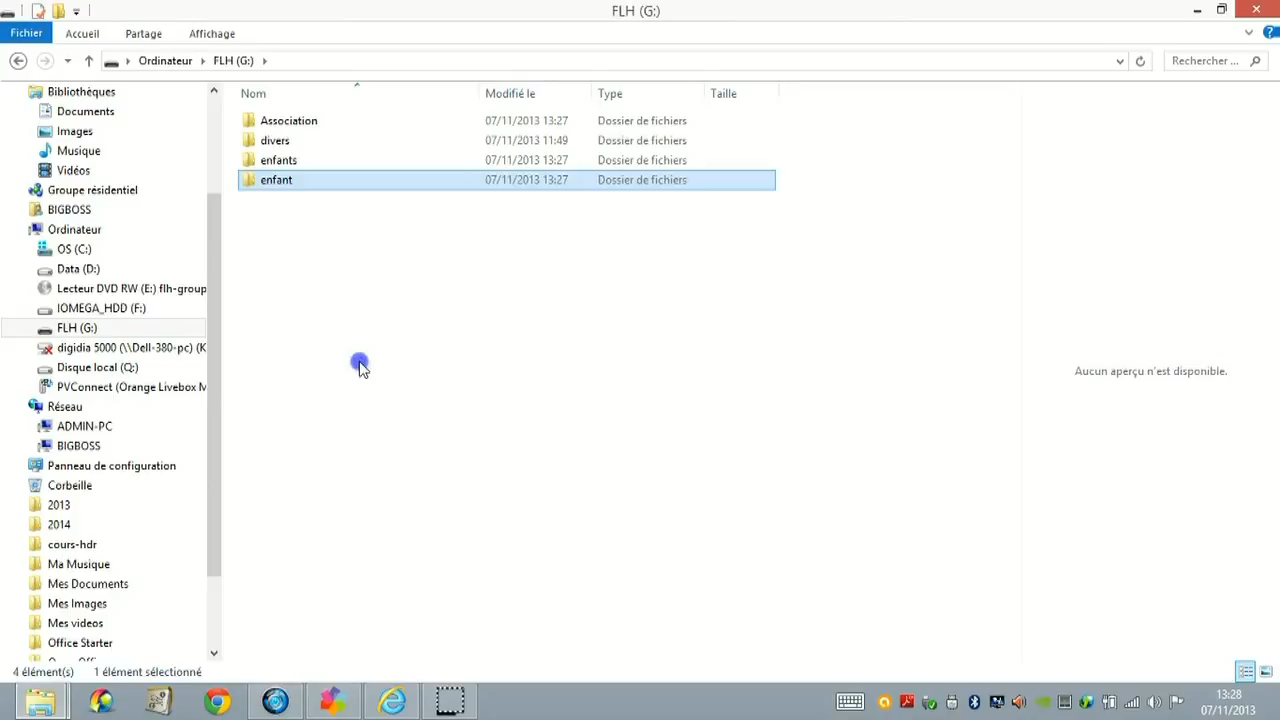 FLH (G:)
Fichier Accueil Partage Affichage
Ordinateur FLH (G:) Rechercher ...
Nom Modifié le Type Taille
Association 07/11/2013 13:27 Dossier de fichiers
divers 07/11/2013 11:49 Dossier de fichiers
enfants 07/11/2013 13:27 Dossier de fichiers
enfant 07/11/2013 13:27 Dossier de fichiers
Bibliothèques
Documents
Images
Musique
Vidéos
Groupe résidentiel
BIGBOSS
Ordinateur
OS (C:)
Data (D:)
Lecteur DVD RW (E:) flh-group
IOMEGA_HDD (F:)
FLH (G:)
digidia 5000 (\\Dell-380-pc) (K
Disque local (Q:)
PVConnect (Orange Livebox M
Réseau
ADMIN-PC
BIGBOSS
Panneau de configuration
Corbeille
2013
2014
cours-hdr
Ma Musique
Mes Documents
Mes Images
Mes videos
Office Starter
Aucun aperçu n'est disponible.
4 élément(s) 1 élément sélectionné
13:28
07/11/2013